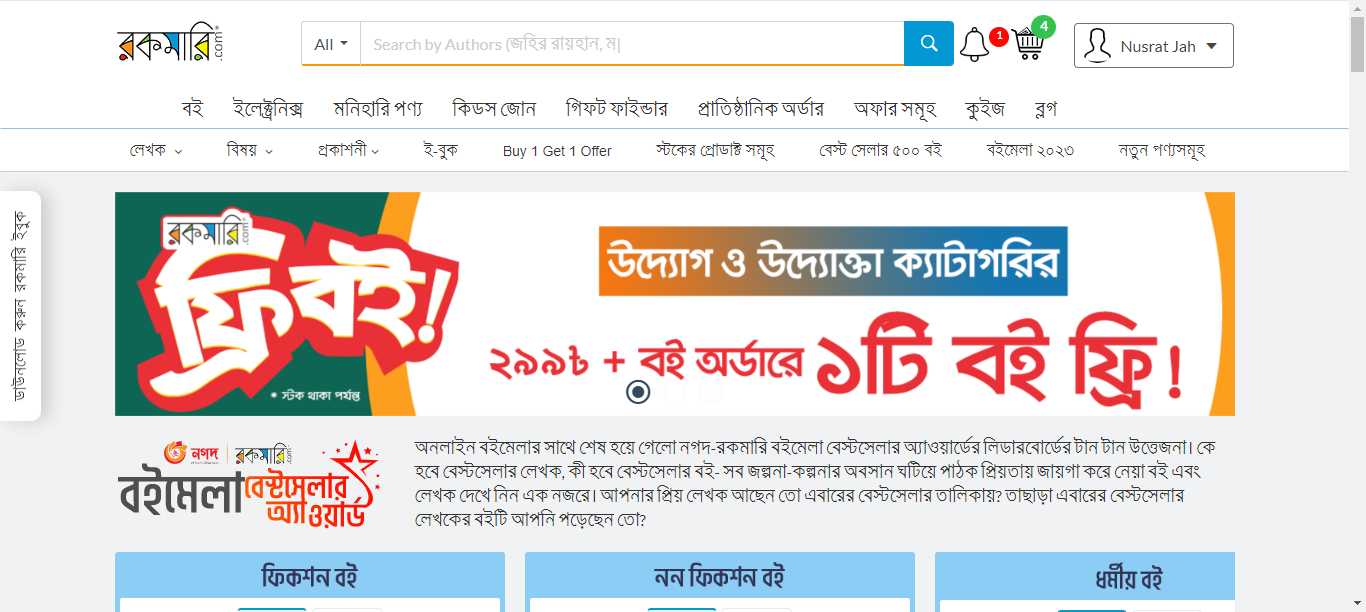 রকমারি.com
All
Search by Authors (জহির রায়হান, ম|
1
4
Nusrat Jah
বই ইলেক্ট্রনিক্স মনিহারি পণ্য কিডস জোন গিফট ফাইন্ডার প্রাতিষ্ঠানিক অর্ডার অফার সমূহ কুইজ ব্লগ
লেখক বিষয় প্রকাশনী ই-বুক Buy 1 Get 1 Offer স্টকের প্রোডাক্ট সমূহ বেস্ট সেলার ৫০০ বই বইমেলা ২০২৩ নতুন পণ্যসমূহ
ডাউনলোড করুন রকমারি ইবুক
রকমারি.com
ফ্রি বই!
* স্টক থাকা পর্যন্ত
উদ্যোগ ও উদ্যোক্তা ক্যাটাগরির
২৯৯৳ + বই অর্ডারে ১টি বই ফ্রি!
নগদ রকমারি.com
বইমেলা বেস্টসেলার
অ্যাওয়ার্ড
অনলাইন বইমেলার সাথে শেষ হয়ে গেলো নগদ-রকমারি বইমেলা বেস্টসেলার অ্যাওয়ার্ডের লিডারবোর্ডের টান টান উত্তেজনা। কে
হবে বেস্টসেলার লেখক, কী হবে বেস্টসেলার বই- সব জল্পনা-কল্পনার অবসান ঘটিয়ে পাঠক প্রিয়তায় জায়গা করে নেয়া বই এবং
লেখক দেখে নিন এক নজরে। আপনার প্রিয় লেখক আছেন তো এবারের বেস্টসেলার তালিকায়? তাছাড়া এবারের বেস্টসেলার
লেখকের বইটি আপনি পড়েছেন তো?
ফিকশন বই নন ফিকশন বই ধর্মীয় বই